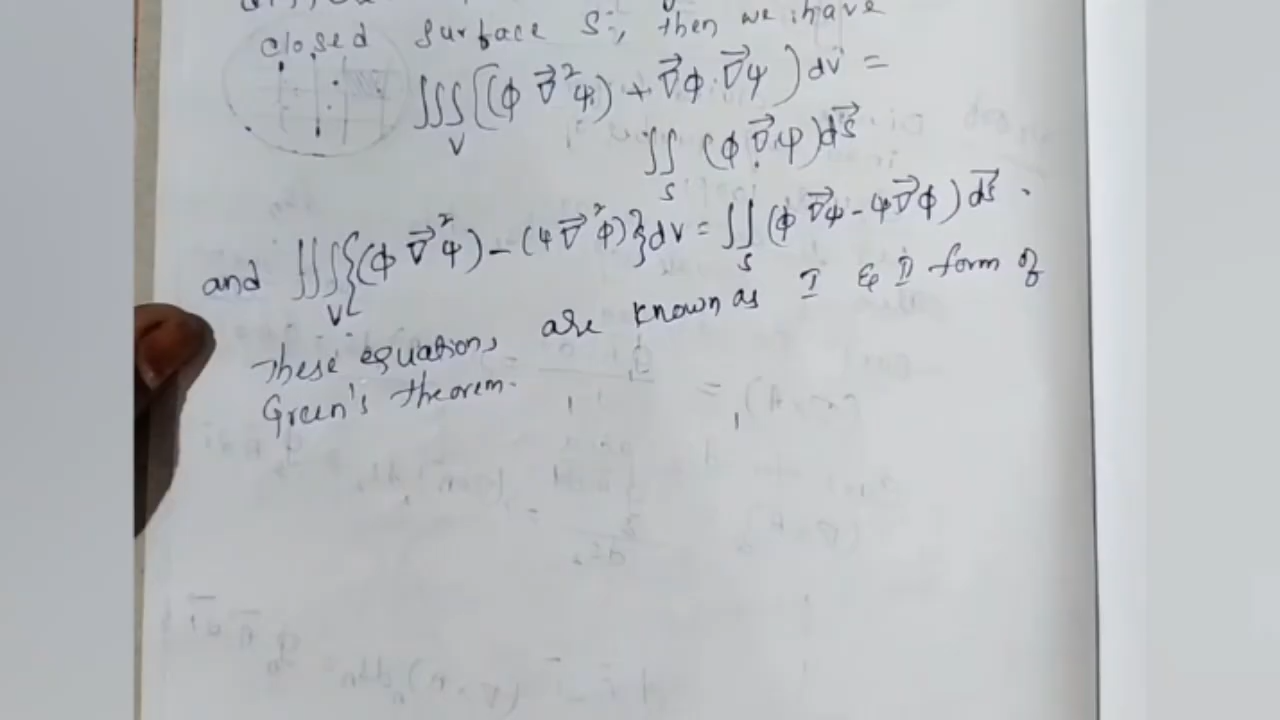 closed surface S, then we have
∭_V [(φ ∇⃗²ψ) + ∇⃗φ · ∇⃗ψ ) dv =
∬_S (φ ∇⃗ψ) ds⃗
and ∭_V {(φ ∇⃗²ψ) - (ψ ∇⃗²φ)} dv = ∬_S (φ ∇⃗ψ - ψ ∇⃗φ) ds⃗ .
These equations are known as I & II form of
Green's theorem.